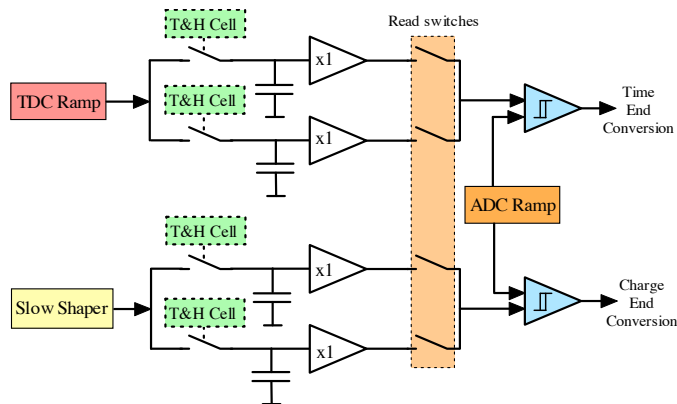 T&H Cell
Read switches
x1
TDC Ramp
T&H Cell
Time
End
Conversion
x1
ADC Ramp
T&H Cell
x1
Slow Shaper
T&H Cell
Charge
End
Conversion
x1